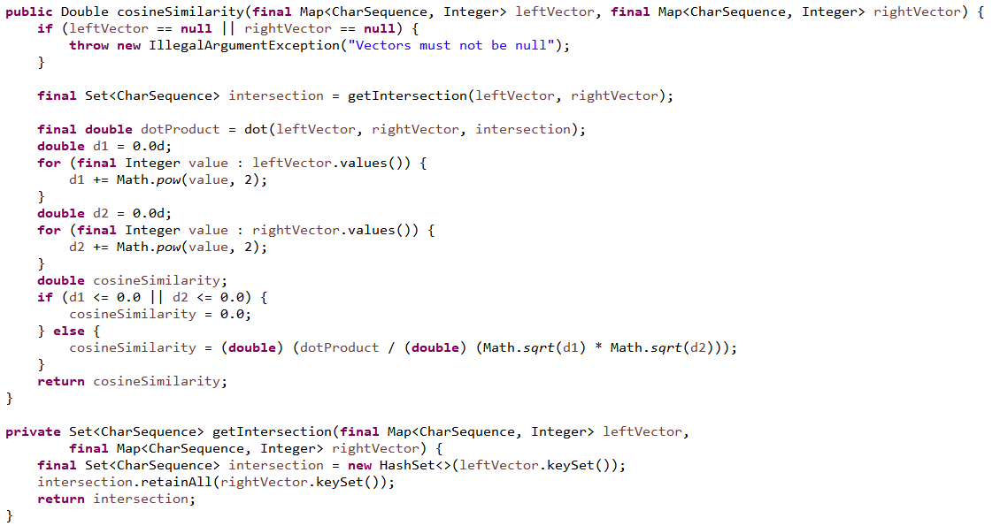 public Double cosineSimilarity(final Map<CharSequence, Integer> leftVector, final Map<CharSequence, Integer> rightVector) {
    if (leftVector == null || rightVector == null) {
        throw new IllegalArgumentException("Vectors must not be null");
    }

    final Set<CharSequence> intersection = getIntersection(leftVector, rightVector);

    final double dotProduct = dot(leftVector, rightVector, intersection);
    double d1 = 0.0d;
    for (final Integer value : leftVector.values()) {
        d1 += Math.pow(value, 2);
    }
    double d2 = 0.0d;
    for (final Integer value : rightVector.values()) {
        d2 += Math.pow(value, 2);
    }
    double cosineSimilarity;
    if (d1 <= 0.0 || d2 <= 0.0) {
        cosineSimilarity = 0.0;
    } else {
        cosineSimilarity = (double) (dotProduct / (double) (Math.sqrt(d1) * Math.sqrt(d2)));
    }
    return cosineSimilarity;
}

private Set<CharSequence> getIntersection(final Map<CharSequence, Integer> leftVector,
        final Map<CharSequence, Integer> rightVector) {
    final Set<CharSequence> intersection = new HashSet<>(leftVector.keySet());
    intersection.retainAll(rightVector.keySet());
    return intersection;
}